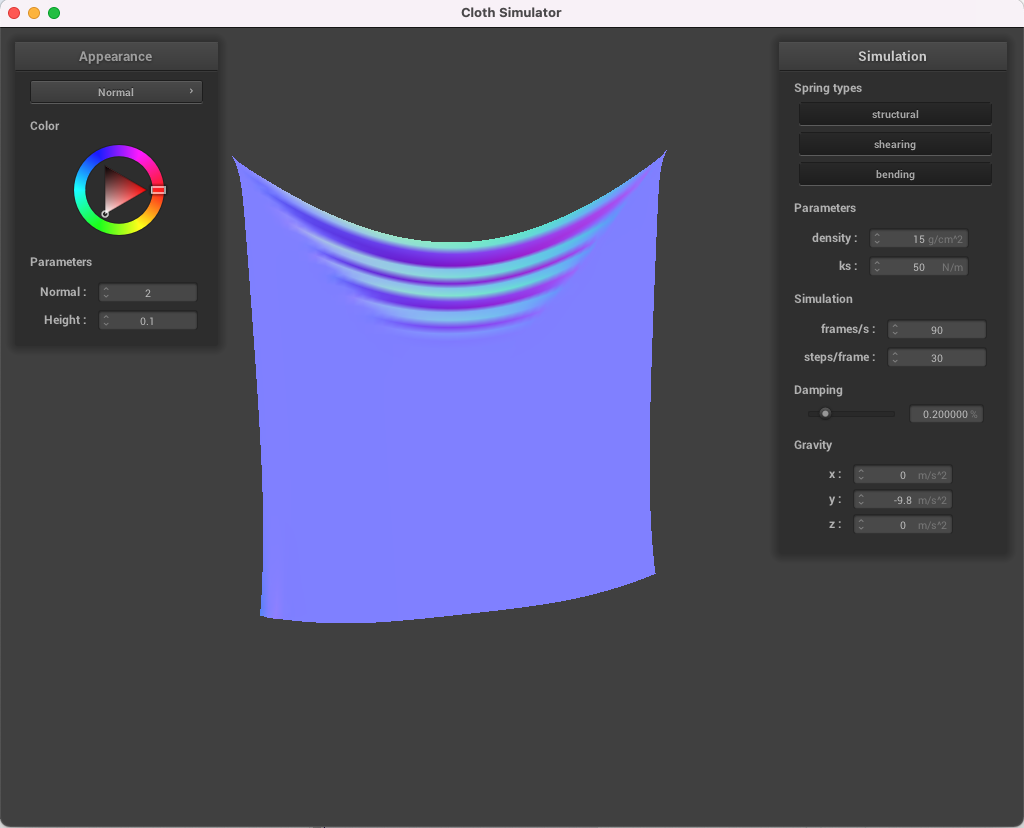 Cloth Simulator
Appearance
Normal ›
Color
Parameters
Normal : 2
Height : 0.1
Simulation
Spring types
structural
shearing
bending
Parameters
density : 15 g/cm^2
ks : 50 N/m
Simulation
frames/s : 90
steps/frame : 30
Damping
0.200000 %
Gravity
x : 0 m/s^2
y : -9.8 m/s^2
z : 0 m/s^2